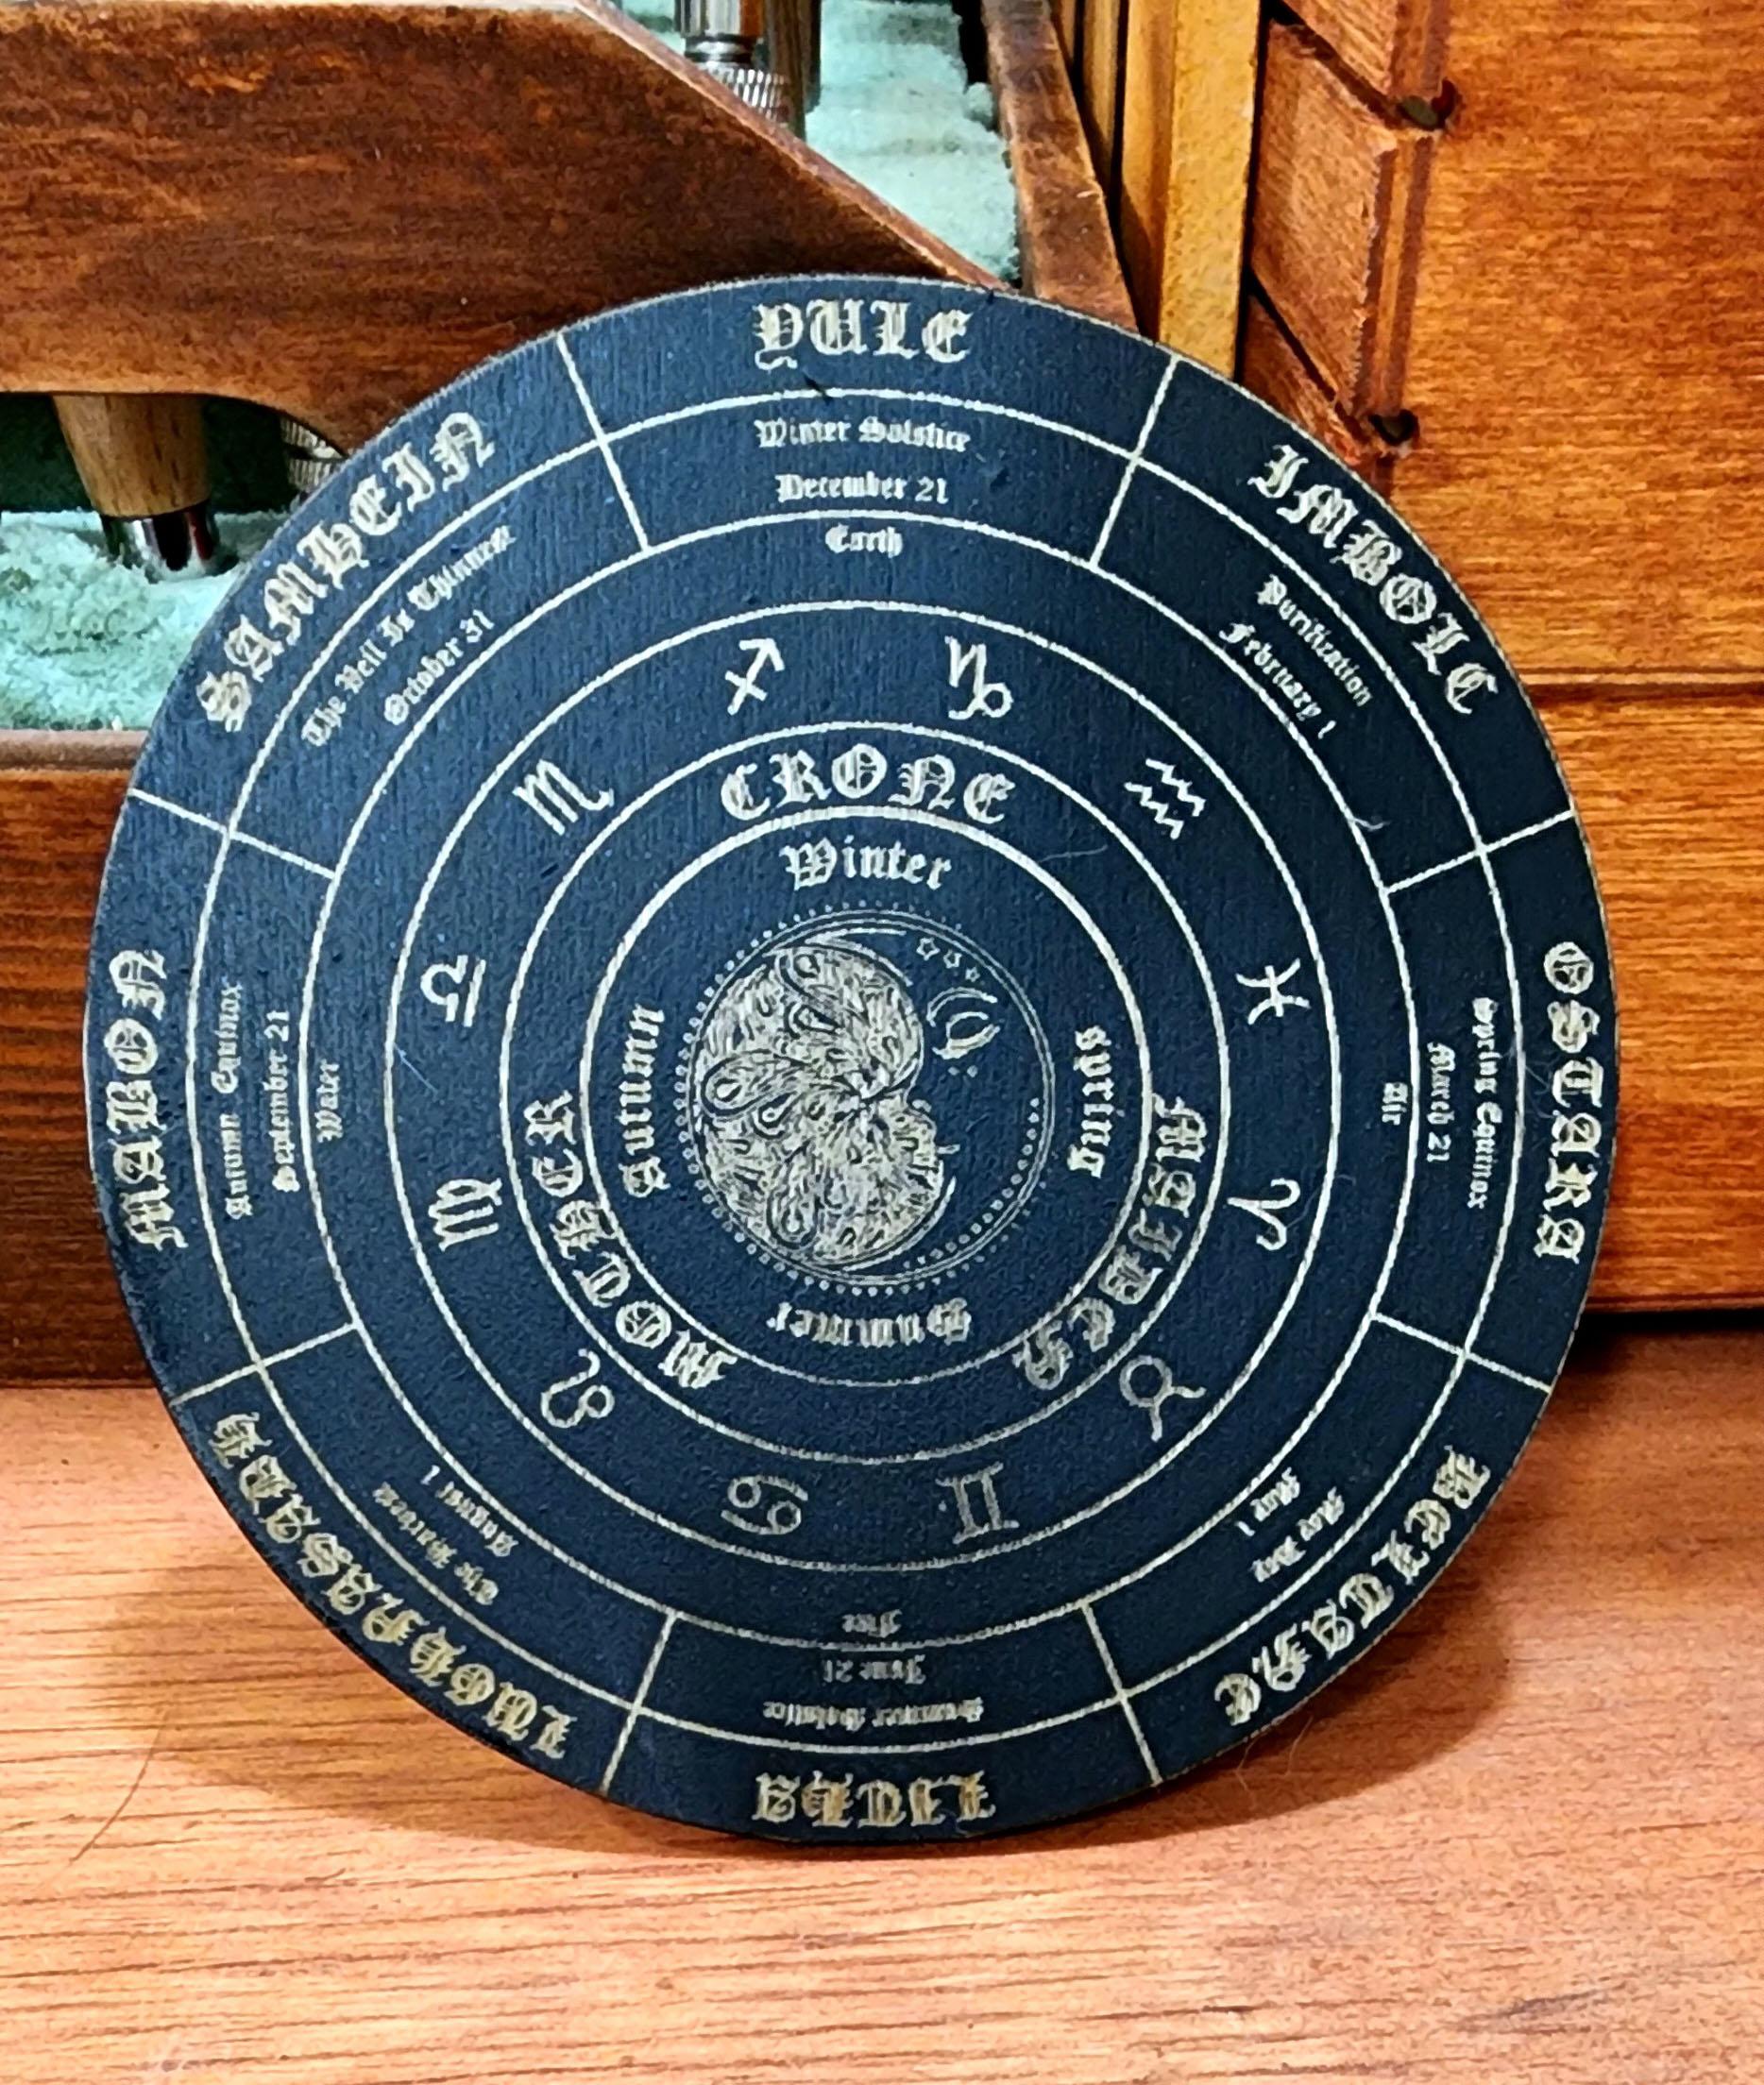 YULE
Winter Solstice
December 21
Earth
IMBOLC
Purification
February 1
OSTARA
Spring Equinox
March 21
Air
BELTANE
May Day
May 1
LITHA
Summer Solstice
June 21
Fire
LUGHNASADH
The Harvest
August 1
MABON
Autumn Equinox
September 21
Water
SAMHEIN
The Veil Is Thinnest
October 31
CRONE
MAIDEN
MOTHER
Winter
spring
Summer
Autumn